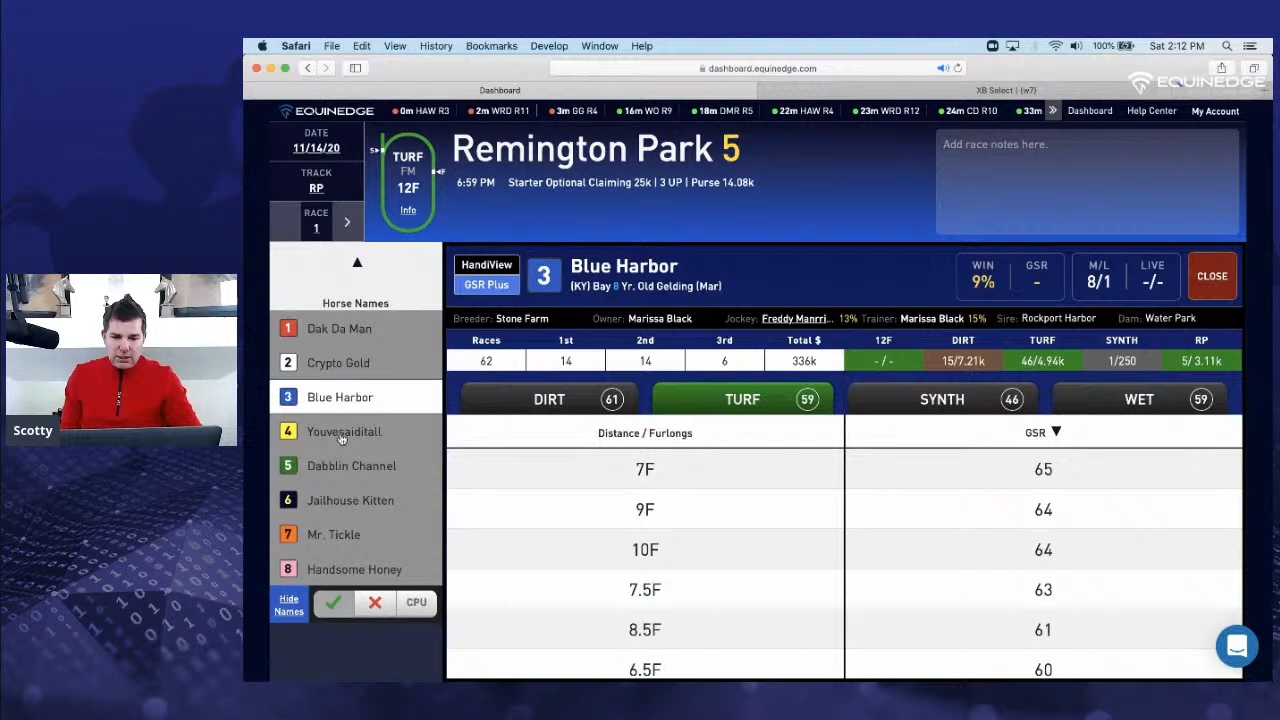 Safari File Edit View History Bookmarks Develop Window Help 100% Sat 2:12 PM
dashboard.equinedge.com
EQUINEDGE
Dashboard XB Select | (w7)
EQUINEDGE 0m HAW R3 2m WRD R11 3m GG R4 16m WO R9 18m DMR R5 22m HAW R4 23m WRD R12 24m CD R10 33m » Dashboard Help Center My Account
DATE
11/14/20
TRACK
RP
RACE
1
S
TURF
FM
F
12F
Info
Remington Park 5
6:59 PM Starter Optional Claiming 25k | 3 UP | Purse 14.08k
Add race notes here.
Horse Names
1 Dak Da Man
2 Crypto Gold
3 Blue Harbor
4 Youvesaiditall
5 Dabblin Channel
6 Jailhouse Kitten
7 Mr. Tickle
8 Handsome Honey
Hide
Names
CPU
HandiView
GSR Plus
3
Blue Harbor
(KY) Bay 8 Yr. Old Gelding (Mar)
WIN GSR M/L LIVE
9% - 8/1 -/-
CLOSE
Breeder: Stone Farm Owner: Marissa Black Jockey: Freddy Manrri... 13% Trainer: Marissa Black 15% Sire: Rockport Harbor Dam: Water Park
Races 1st 2nd 3rd Total $ 12F DIRT TURF SYNTH RP
62 14 14 6 336k - / - 15/7.21k 46/4.94k 1/250 5/3.11k
DIRT 61 TURF 59 SYNTH 46 WET 59
Distance / Furlongs GSR
7F 65
9F 64
10F 64
7.5F 63
8.5F 61
6.5F 60
Scotty